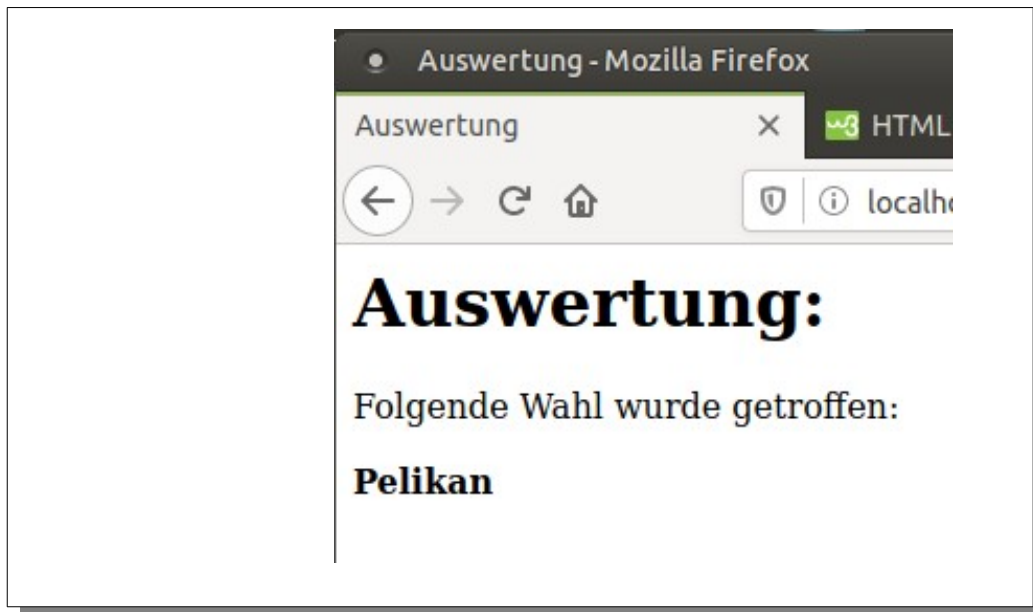 Auswertung - Mozilla Firefox
Auswertung
HTML
localho
Auswertung:
Folgende Wahl wurde getroffen:
Pelikan